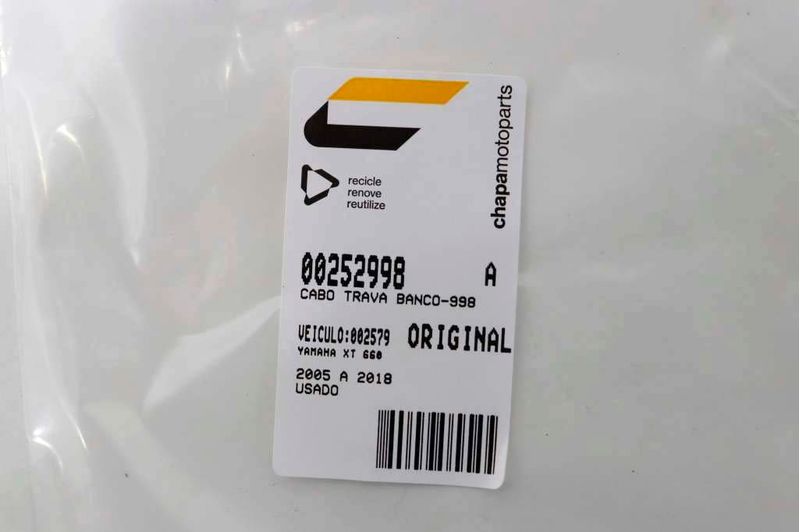 chapamotoparts
recicle
renove
reutilize
00252998 A
CABO TRAVA BANCO-998
VEICULO:002579 ORIGINAL
YAMAHA XT 660
2005 A 2018
USADO